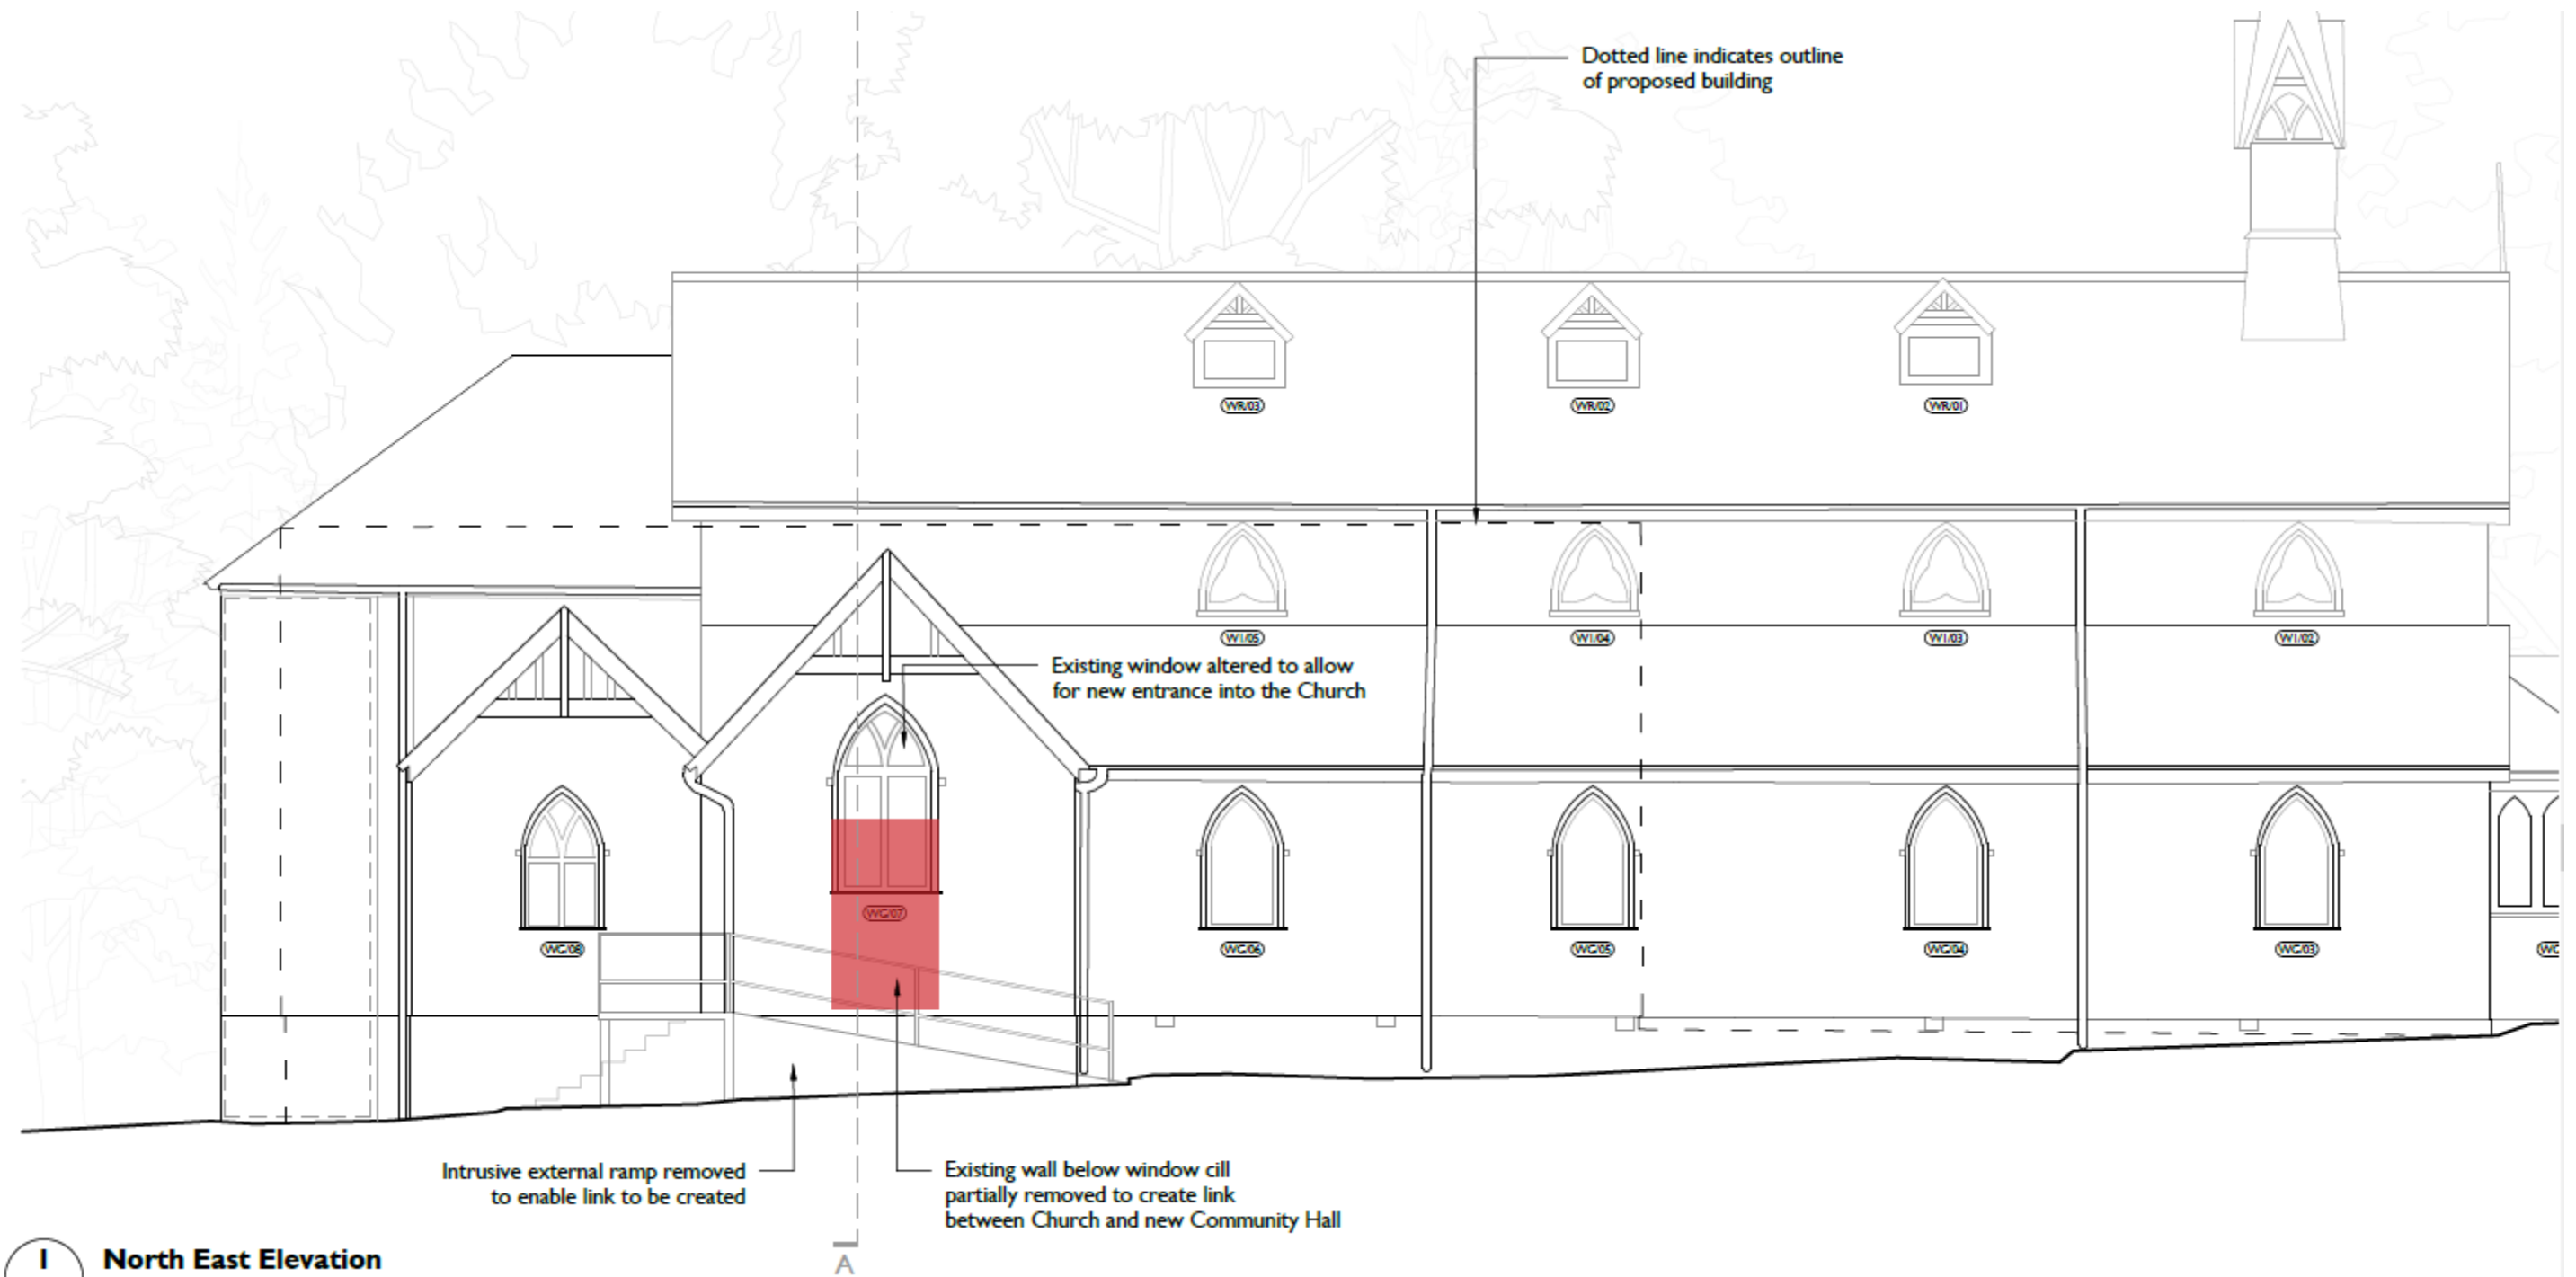 Dotted line indicates outline
of proposed building
WR/03
WR/02
WR/01
W1/05
W1/04
W1/03
W1/02
Existing window altered to allow
for new entrance into the Church
WG/07
WG/08
WG/06
WG/05
WG/04
WG/03
WG
Intrusive external ramp removed
to enable link to be created
Existing wall below window cill
partially removed to create link
between Church and new Community Hall
A
1 North East Elevation